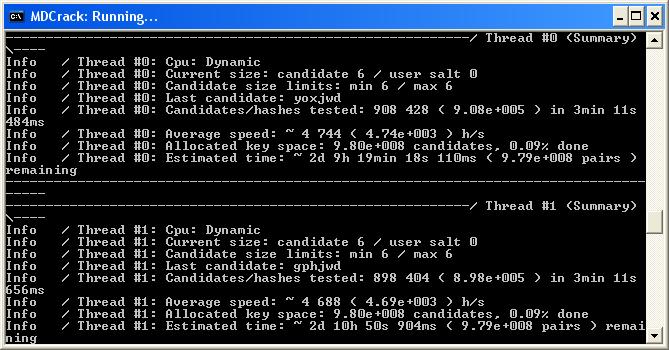 MDCrack: Running...
---------------------------------------------------------/ Thread #0 (Summary)
\----
Info / Thread #0: Cpu: Dynamic
Info / Thread #0: Current size: candidate 6 / user salt 0
Info / Thread #0: Candidate size limits: min 6 / max 6
Info / Thread #0: Last candidate: yoxjwd
Info / Thread #0: Candidates/hashes tested: 908 428 ( 9.08e+005 ) in 3min 11s
484ms
Info / Thread #0: Average speed: ~ 4 744 ( 4.74e+003 ) h/s
Info / Thread #0: Allocated key space: 9.80e+008 candidates, 0.09% done
Info / Thread #0: Estimated time: ~ 2d 9h 19min 18s 110ms ( 9.79e+008 pairs )
remaining
--------------------------------------------------------------------------------
-----
---------------------------------------------------------/ Thread #1 (Summary)
\----
Info / Thread #1: Cpu: Dynamic
Info / Thread #1: Current size: candidate 6 / user salt 0
Info / Thread #1: Candidate size limits: min 6 / max 6
Info / Thread #1: Last candidate: gphjwd
Info / Thread #1: Candidates/hashes tested: 898 404 ( 8.98e+005 ) in 3min 11s
656ms
Info / Thread #1: Average speed: ~ 4 688 ( 4.69e+003 ) h/s
Info / Thread #1: Allocated key space: 9.80e+008 candidates, 0.09% done
Info / Thread #1: Estimated time: ~ 2d 10h 50s 904ms ( 9.79e+008 pairs ) remai
ning